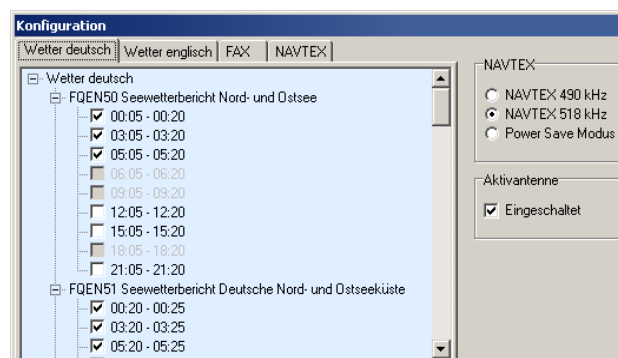 Konfiguration
Wetter deutsch Wetter englisch FAX NAVTEX
Wetter deutsch
FQEN50 Seewetterbericht Nord- und Ostsee
00:05 - 00:20
03:05 - 03:20
05:05 - 05:20
06:05 - 06:20
09:05 - 09:20
12:05 - 12:20
15:05 - 15:20
18:05 - 18:20
21:05 - 21:20
FQEN51 Seewetterbericht Deutsche Nord- und Ostseeküste
00:20 - 00:25
03:20 - 03:25
05:20 - 05:25
NAVTEX
NAVTEX 490 kHz
NAVTEX 518 kHz
Power Save Modus
Aktivantenne
Eingeschaltet